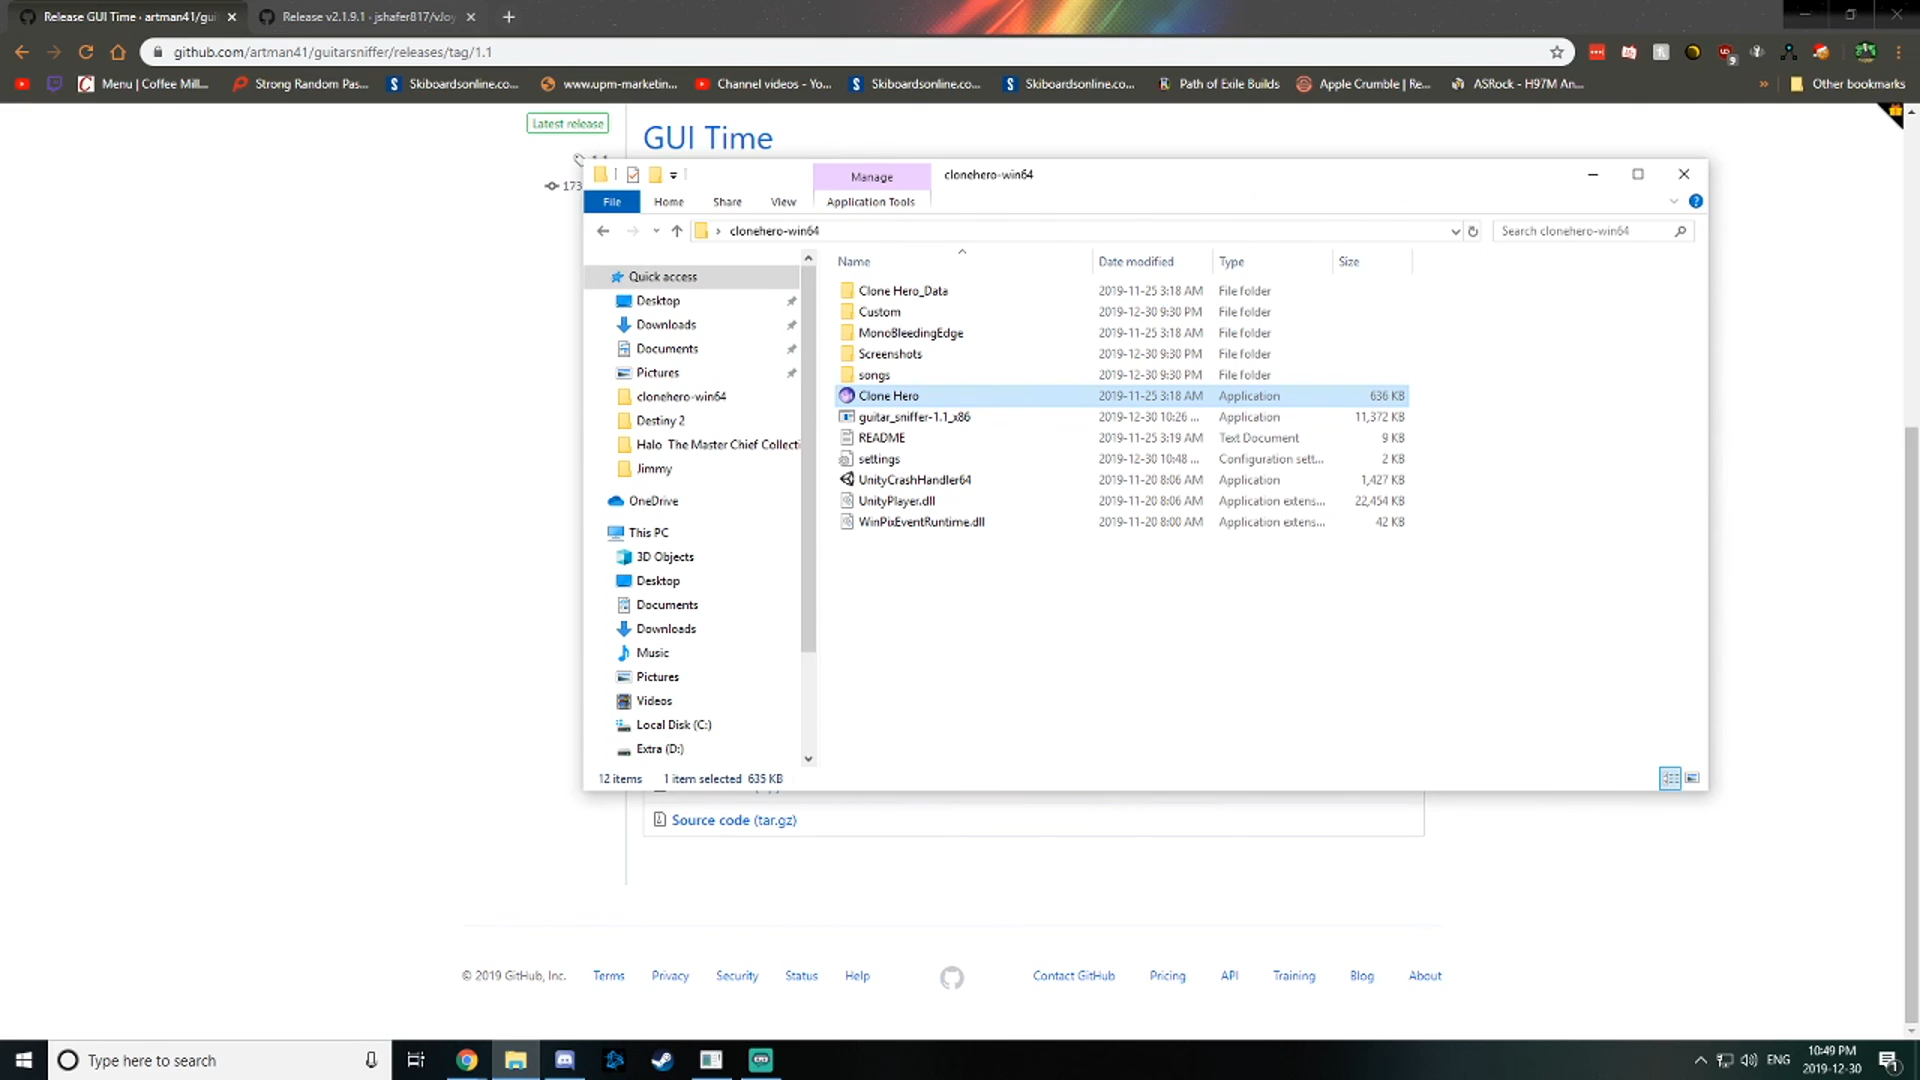 Release GUI Time · artman41/gui
Release v2.1.9.1 · jshafer817/vJoy
github.com/artman41/guitarsniffer/releases/tag/1.1
9
Menu | Coffee Mill...
Strong Random Pas...
Skiboardsonline.co...
www.upm-marketin...
Channel videos - Yo...
Skiboardsonline.co...
Skiboardsonline.co...
Path of Exile Builds
Apple Crumble | Re...
ASRock - H97M An...
Other bookmarks
Latest release
GUI Time
173
Manage
clonehero-win64
File
Home
Share
View
Application Tools
clonehero-win64
Search clonehero-win64
Quick access
Desktop
Downloads
Documents
Pictures
clonehero-win64
Destiny 2
Halo The Master Chief Collecti
Jimmy
OneDrive
This PC
3D Objects
Desktop
Documents
Downloads
Music
Pictures
Videos
Local Disk (C:)
Extra (D:)
Name Date modified Type Size
Clone Hero_Data 2019-11-25 3:18 AM File folder
Custom 2019-12-30 9:30 PM File folder
MonoBleedingEdge 2019-11-25 3:18 AM File folder
Screenshots 2019-12-30 9:30 PM File folder
songs 2019-12-30 9:30 PM File folder
Clone Hero 2019-11-25 3:18 AM Application 636 KB
guitar_sniffer-1.1_x86 2019-12-30 10:26 ... Application 11,372 KB
README 2019-11-25 3:19 AM Text Document 9 KB
settings 2019-12-30 10:48 ... Configuration sett... 2 KB
UnityCrashHandler64 2019-11-20 8:06 AM Application 1,427 KB
UnityPlayer.dll 2019-11-20 8:06 AM Application extens... 22,454 KB
WinPixEventRuntime.dll 2019-11-20 8:00 AM Application extens... 42 KB
12 items 1 item selected 635 KB
Source code (tar.gz)
© 2019 GitHub, Inc. Terms Privacy Security Status Help
Contact GitHub Pricing API Training Blog About
Type here to search
ENG
10:49 PM
2019-12-30
1